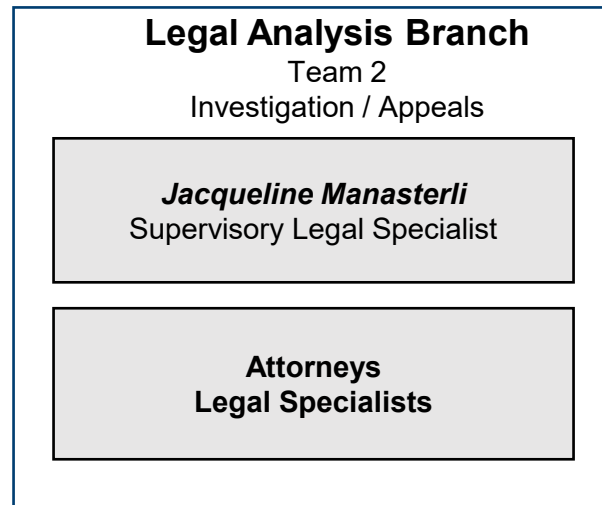 Legal Analysis Branch
Team 2
Investigation / Appeals
Jacqueline Manasterli
Supervisory Legal Specialist
Attorneys
Legal Specialists